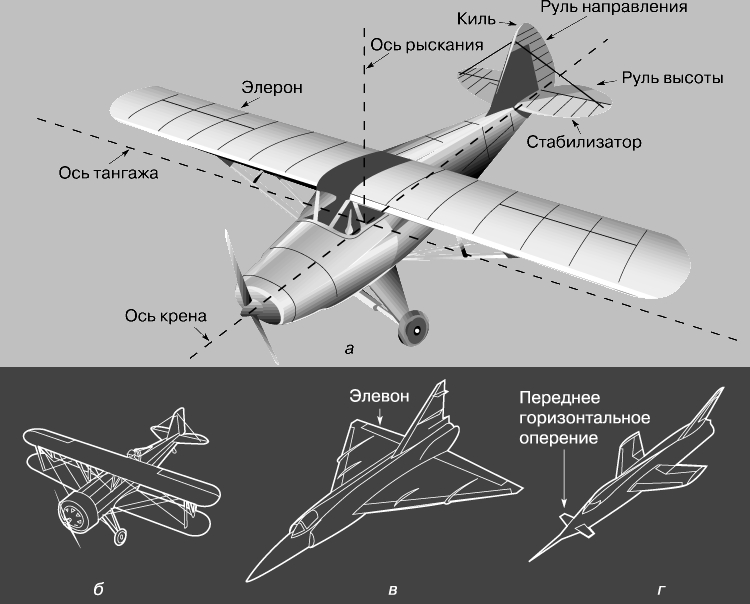 Киль
Руль направления
Ось рыскания
Элерон
Руль высоты
Стабилизатор
Ось тангажа
Ось крена
а
Элевон
Переднее
горизонтальное
оперение
б
в
г